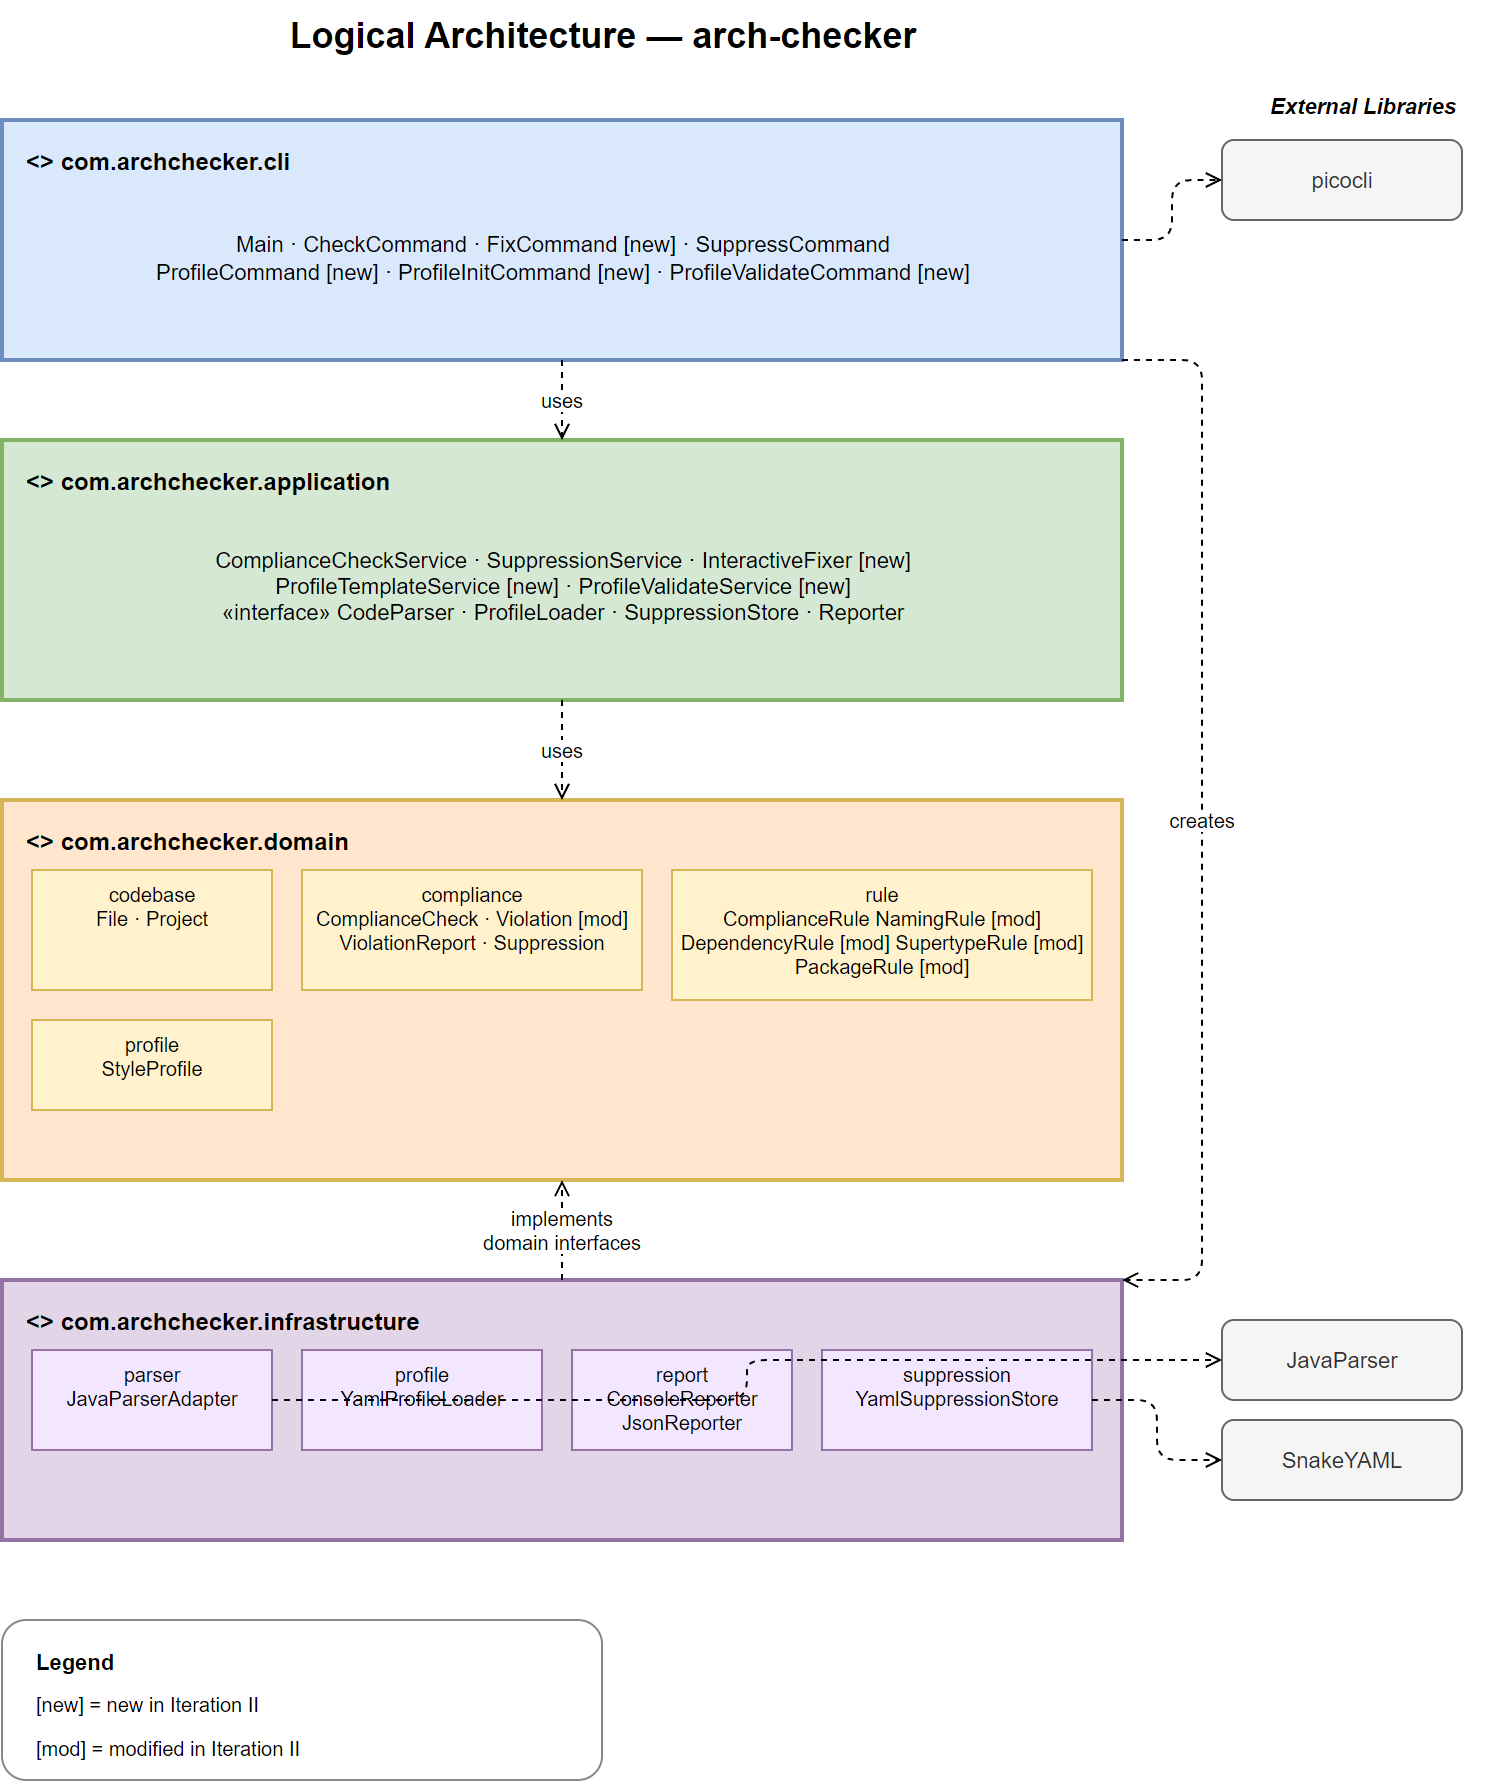 Logical Architecture — arch-checker
External Libraries
<> com.archchecker.cli
picocli
Main · CheckCommand · FixCommand [new] · SuppressCommand
ProfileCommand [new] · ProfileInitCommand [new] · ProfileValidateCommand [new]
uses
<> com.archchecker.application
ComplianceCheckService · SuppressionService · InteractiveFixer [new]
ProfileTemplateService [new] · ProfileValidateService [new]
«interface» CodeParser · ProfileLoader · SuppressionStore · Reporter
uses
creates
<> com.archchecker.domain
codebase
File · Project
compliance
ComplianceCheck · Violation [mod]
ViolationReport · Suppression
rule
ComplianceRule NamingRule [mod]
DependencyRule [mod] SupertypeRule [mod]
PackageRule [mod]
profile
StyleProfile
implements
domain interfaces
<> com.archchecker.infrastructure
parser
JavaParserAdapter
profile
YamlProfileLoader
report
ConsoleReporter
JsonReporter
suppression
YamlSuppressionStore
JavaParser
SnakeYAML
Legend
[new] = new in Iteration II
[mod] = modified in Iteration II